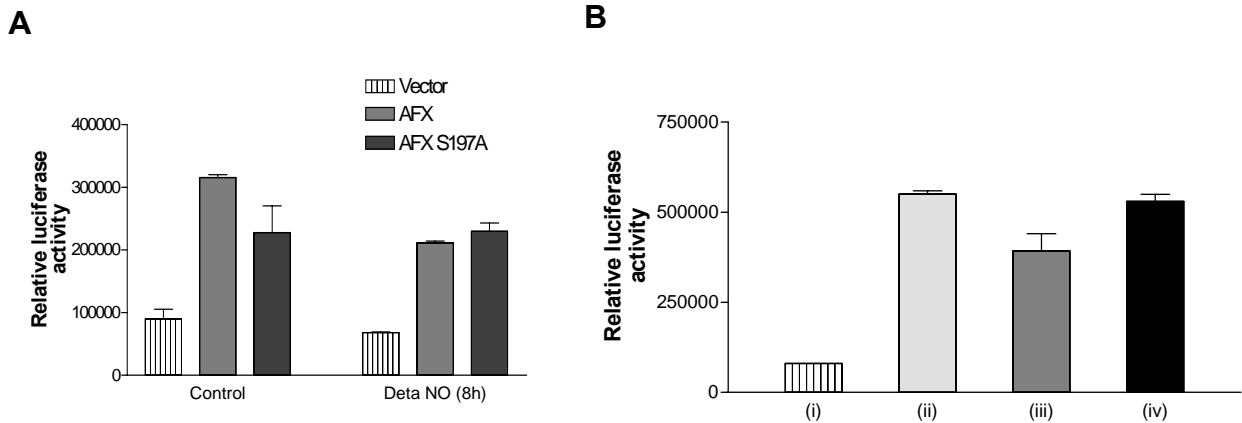 A
Vector
AFX
AFX S197A
Relative luciferase
activity
400000
300000
200000
100000
0
Control
Deta NO (8h)
B
Relative luciferase
activity
750000
500000
250000
0
(i)
(ii)
(iii)
(iv)